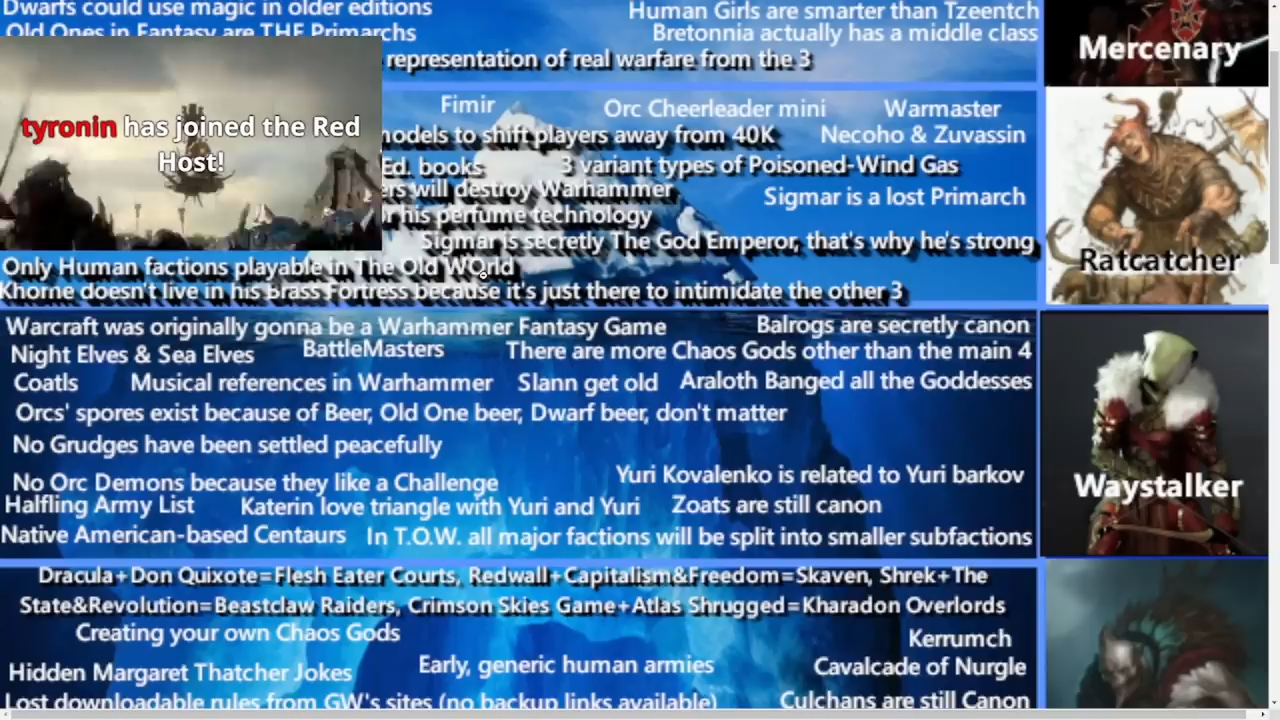 Dwarfs could use magic in older editions
Human Girls are smarter than Tzeentch
Old Ones in Fantasy are THE Primarchs
Bretonnia actually has a middle class
representation of real warfare from the 3
Mercenary
tyronin has joined the Red
Host!
Fimir
Orc Cheerleader mini
Warmaster
models to shift players away from 40K
Necoho & Zuvassin
Ed. books
3 variant types of Poisoned-Wind Gas
will destroy Warhammer
Sigmar is a lost Primarch
his perfume technology
Sigmar is secretly The God Emperor, that's why he's strong
Only Human factions playable in The Old WOrld
Khorne doesn't live in his Brass Fortress because it's just there to intimidate the other 3
Ratcatcher
Warcraft was originally gonna be a Warhammer Fantasy Game
Balrogs are secretly canon
Night Elves & Sea Elves
BattleMasters
There are more Chaos Gods other than the main 4
Coatls
Musical references in Warhammer
Slann get old
Araloth Banged all the Goddesses
Orcs' spores exist because of Beer, Old One beer, Dwarf beer, don't matter
No Grudges have been settled peacefully
No Orc Demons because they like a Challenge
Yuri Kovalenko is related to Yuri barkov
Halfling Army List
Katerin love triangle with Yuri and Yuri
Zoats are still canon
Native American-based Centaurs
In T.O.W. all major factions will be split into smaller subfactions
Waystalker
Dracula+Don Quixote=Flesh Eater Courts, Redwall+Capitalism&Freedom=Skaven, Shrek+The
State&Revolution=Beastclaw Raiders, Crimson Skies Game+Atlas Shrugged=Kharadon Overlords
Creating your own Chaos Gods
Kerrumch
Hidden Margaret Thatcher Jokes
Early, generic human armies
Cavalcade of Nurgle
Lost downloadable rules from GW's sites (no backup links available)
Culchans are still Canon